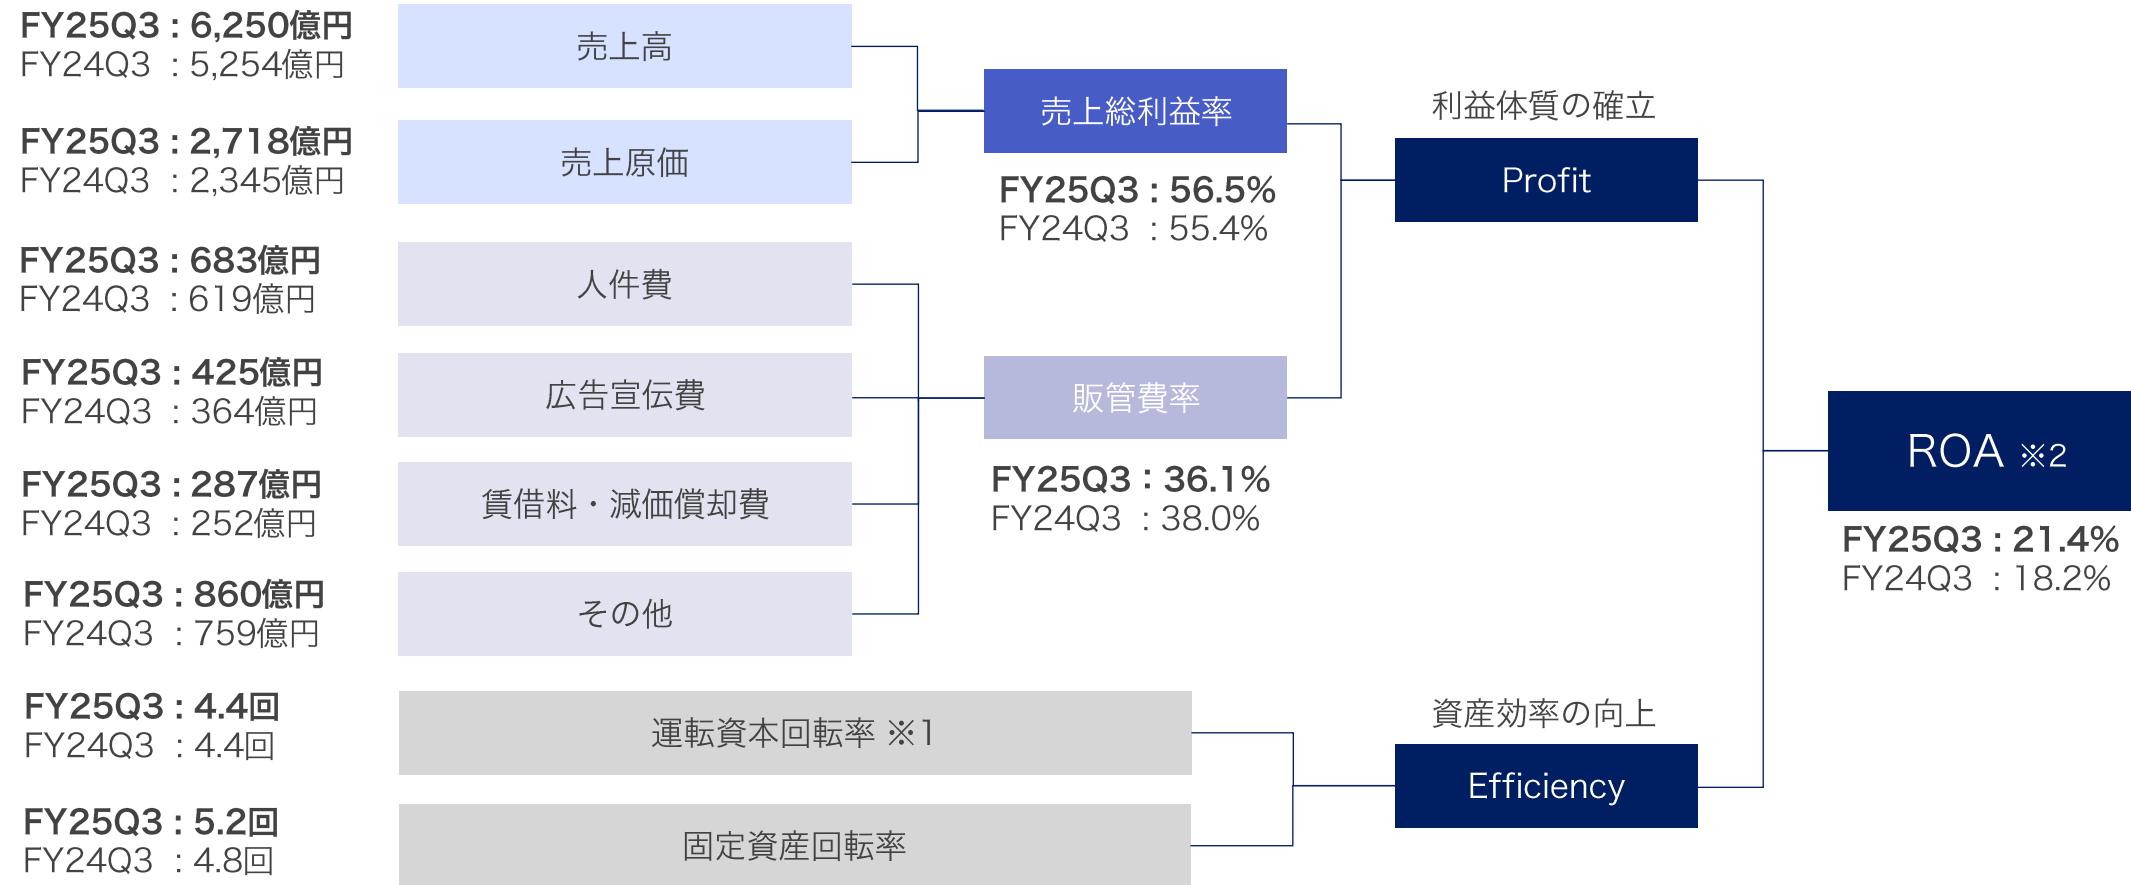 FY25Q3 : 6,250億円
FY24Q3 : 5,254億円
売上高
FY25Q3 : 2,718億円
FY24Q3 : 2,345億円
売上原価
売上総利益率
FY25Q3 : 56.5%
FY24Q3 : 55.4%
利益体質の確立
Profit
FY25Q3 : 683億円
FY24Q3 : 619億円
人件費
FY25Q3 : 425億円
FY24Q3 : 364億円
広告宣伝費
販管費率
FY25Q3 : 36.1%
FY24Q3 : 38.0%
FY25Q3 : 287億円
FY24Q3 : 252億円
賃借料・減価償却費
FY25Q3 : 860億円
FY24Q3 : 759億円
その他
ROA ※2
FY25Q3 : 21.4%
FY24Q3 : 18.2%
FY25Q3 : 4.4回
FY24Q3 : 4.4回
運転資本回転率 ※1
資産効率の向上
Efficiency
FY25Q3 : 5.2回
FY24Q3 : 4.8回
固定資産回転率